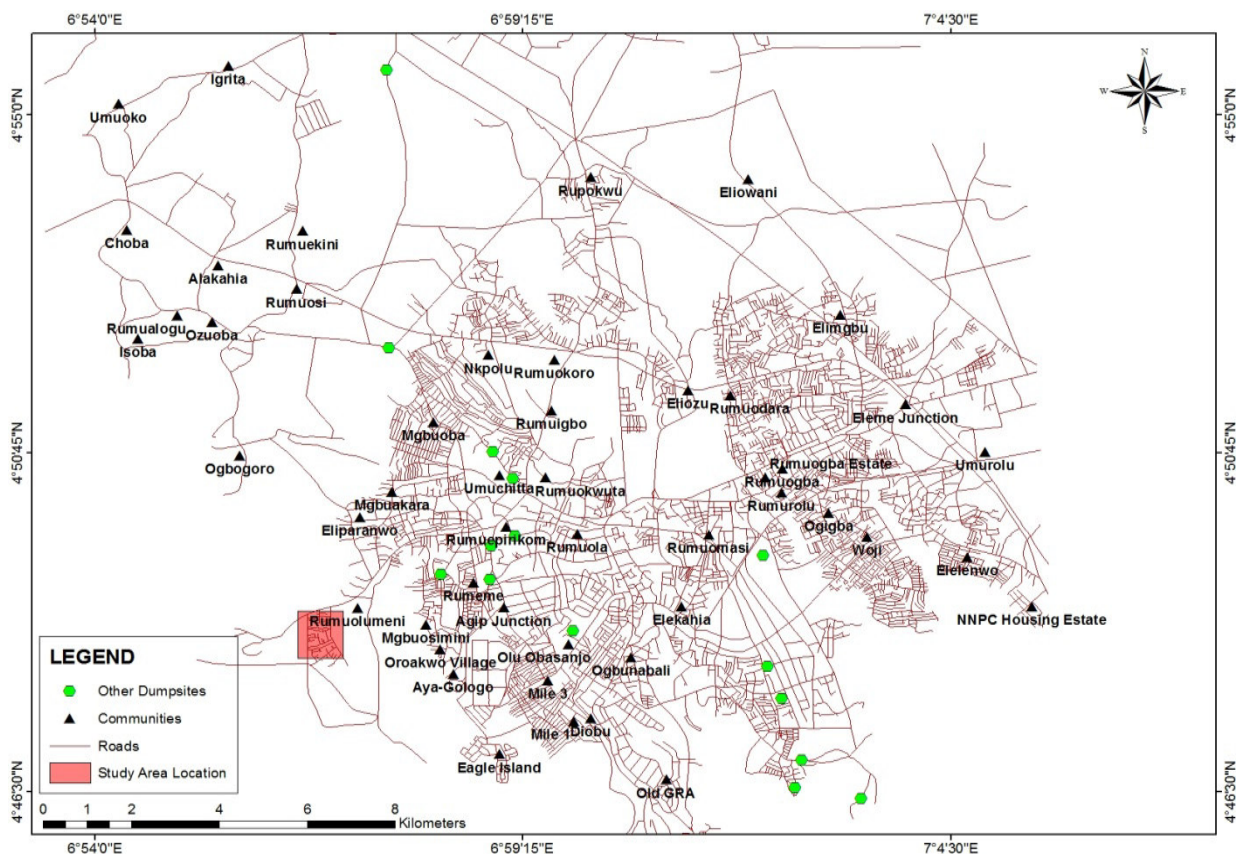 6°54'0"E
6°59'15"E
7°4'30"E
4°55'0"N
4°55'0"N
N
W
E
S
Igrita
Umuoko
Rupokwu
Eliowani
Choba
Rumuekini
Alakahia
Rumuosi
Rumualogu
Ozuoba
Isoba
Elimgbu
Nkpolu
Rumuokoro
Eliozu
Rumuodara
Eleme Junction
Rumuigbo
Mgbuoba
4°50'45"N
4°50'45"N
Ogbogoro
Rumuogba Estate
Umurolu
Umuchitta
Rumuokwuta
Rumuogba
Mgbuakara
Rumurolu
Eliparanwo
Ogigba
Rumuepirikom
Rumuola
Rumuomasi
Woji
Elelenwo
Rumeme
Rumuolumeni
Agip Junction
Elekahia
NNPC Housing Estate
Mgbuosimini
Oroakwo Village
Olu Obasanjo
Ogbunabali
Aya-Gologo
Mile 3
Mile 1
Diobu
Eagle Island
Old GRA
4°46'30"N
4°46'30"N
LEGEND
Other Dumpsites
Communities
Roads
Study Area Location
0 1 2 4 6 8
Kilometers
6°54'0"E
6°59'15"E
7°4'30"E